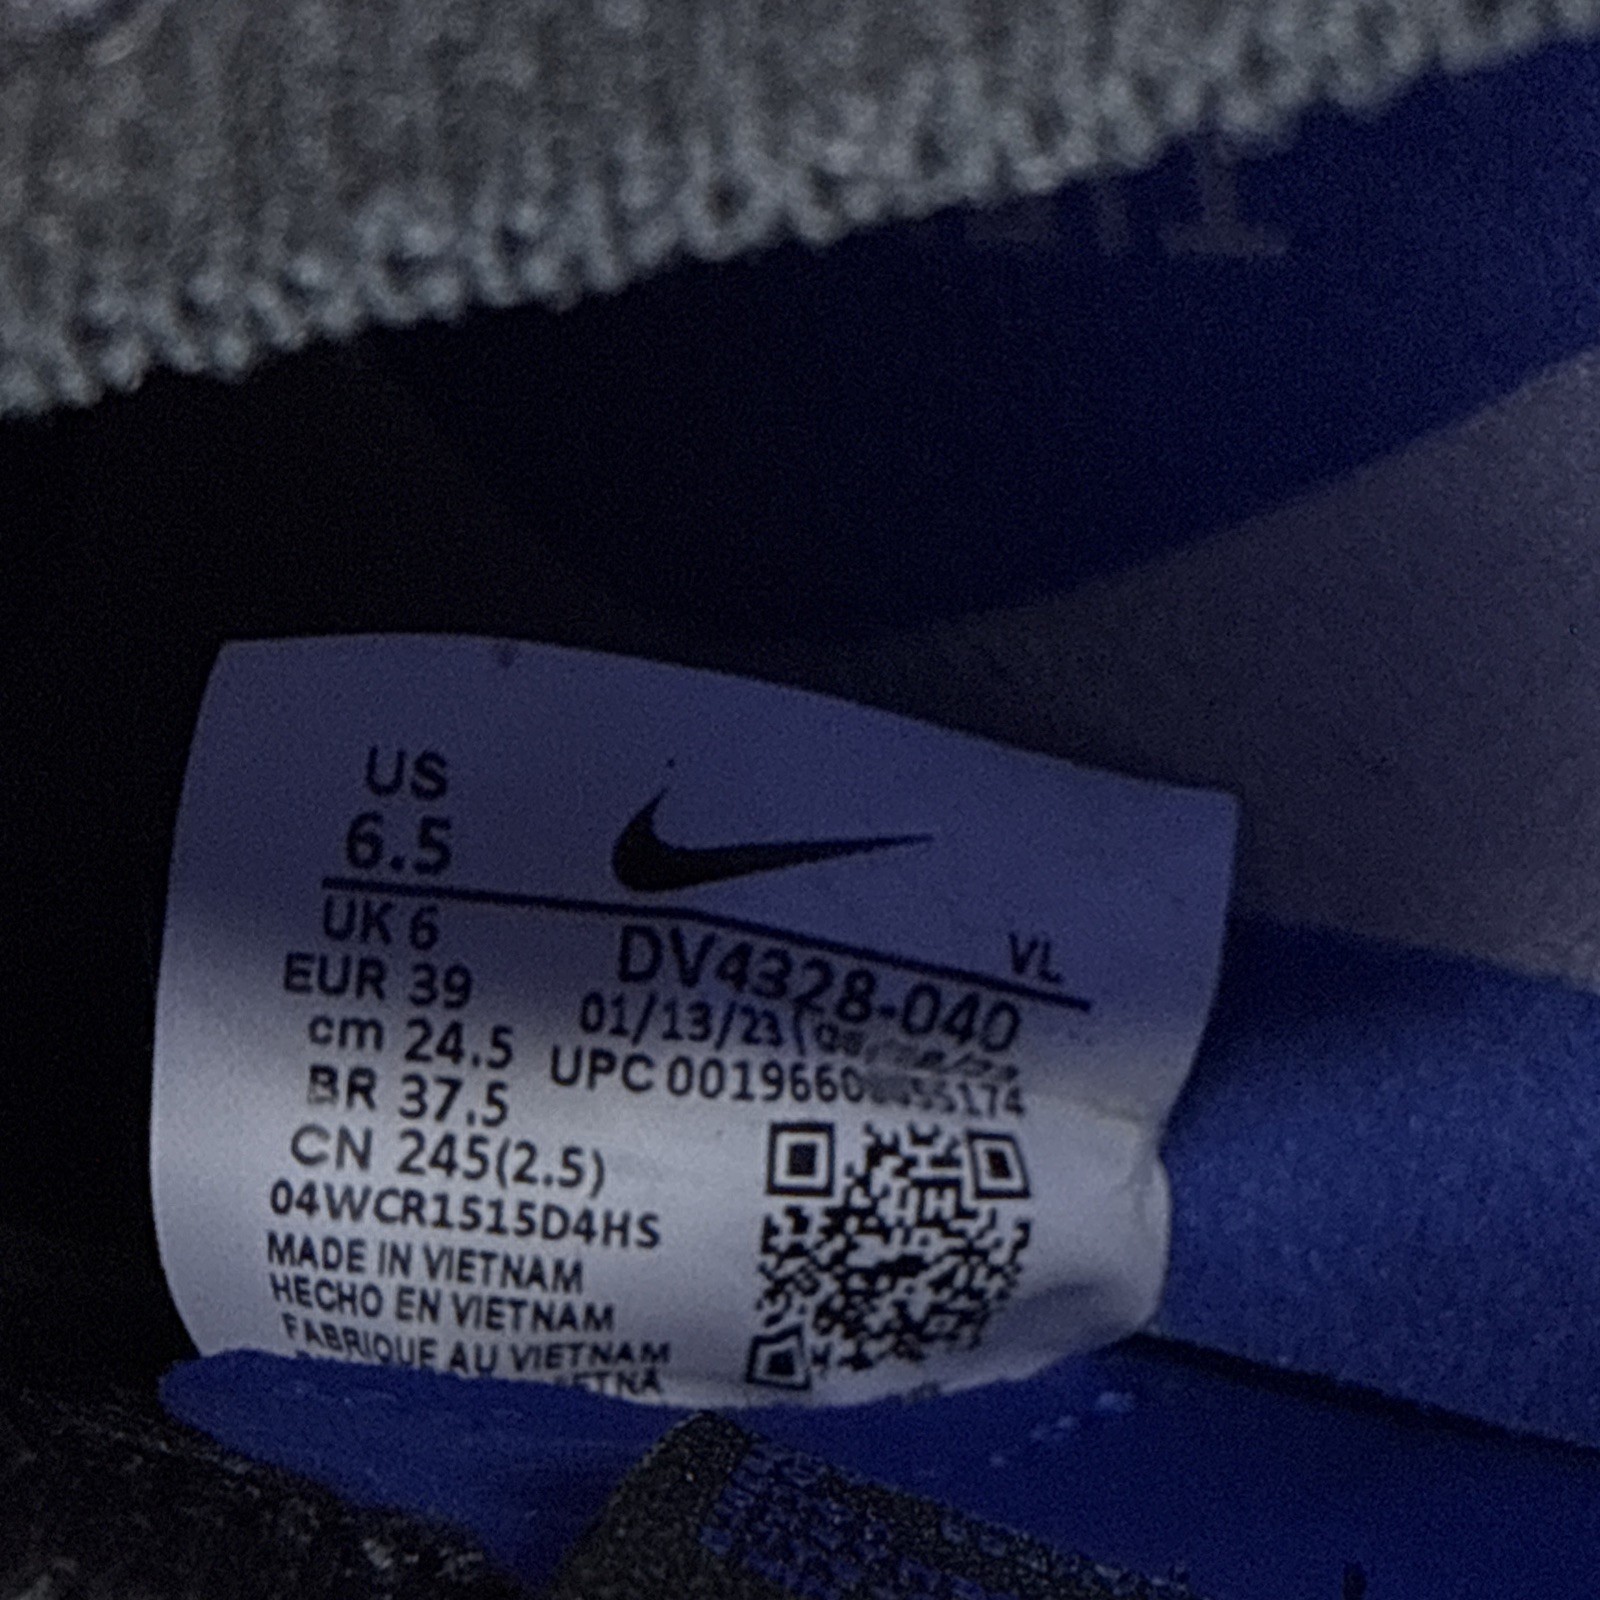 US
6.5
UK 6
VL
EUR 39
DV4328-040
cm 24.5
01/13/23
BR 37.5
UPC
CN 245(2.5)
04WCR1515D4HS
MADE IN VIETNAM
HECHO EN VIETNAM
FABRIQUE AU VIETNAM